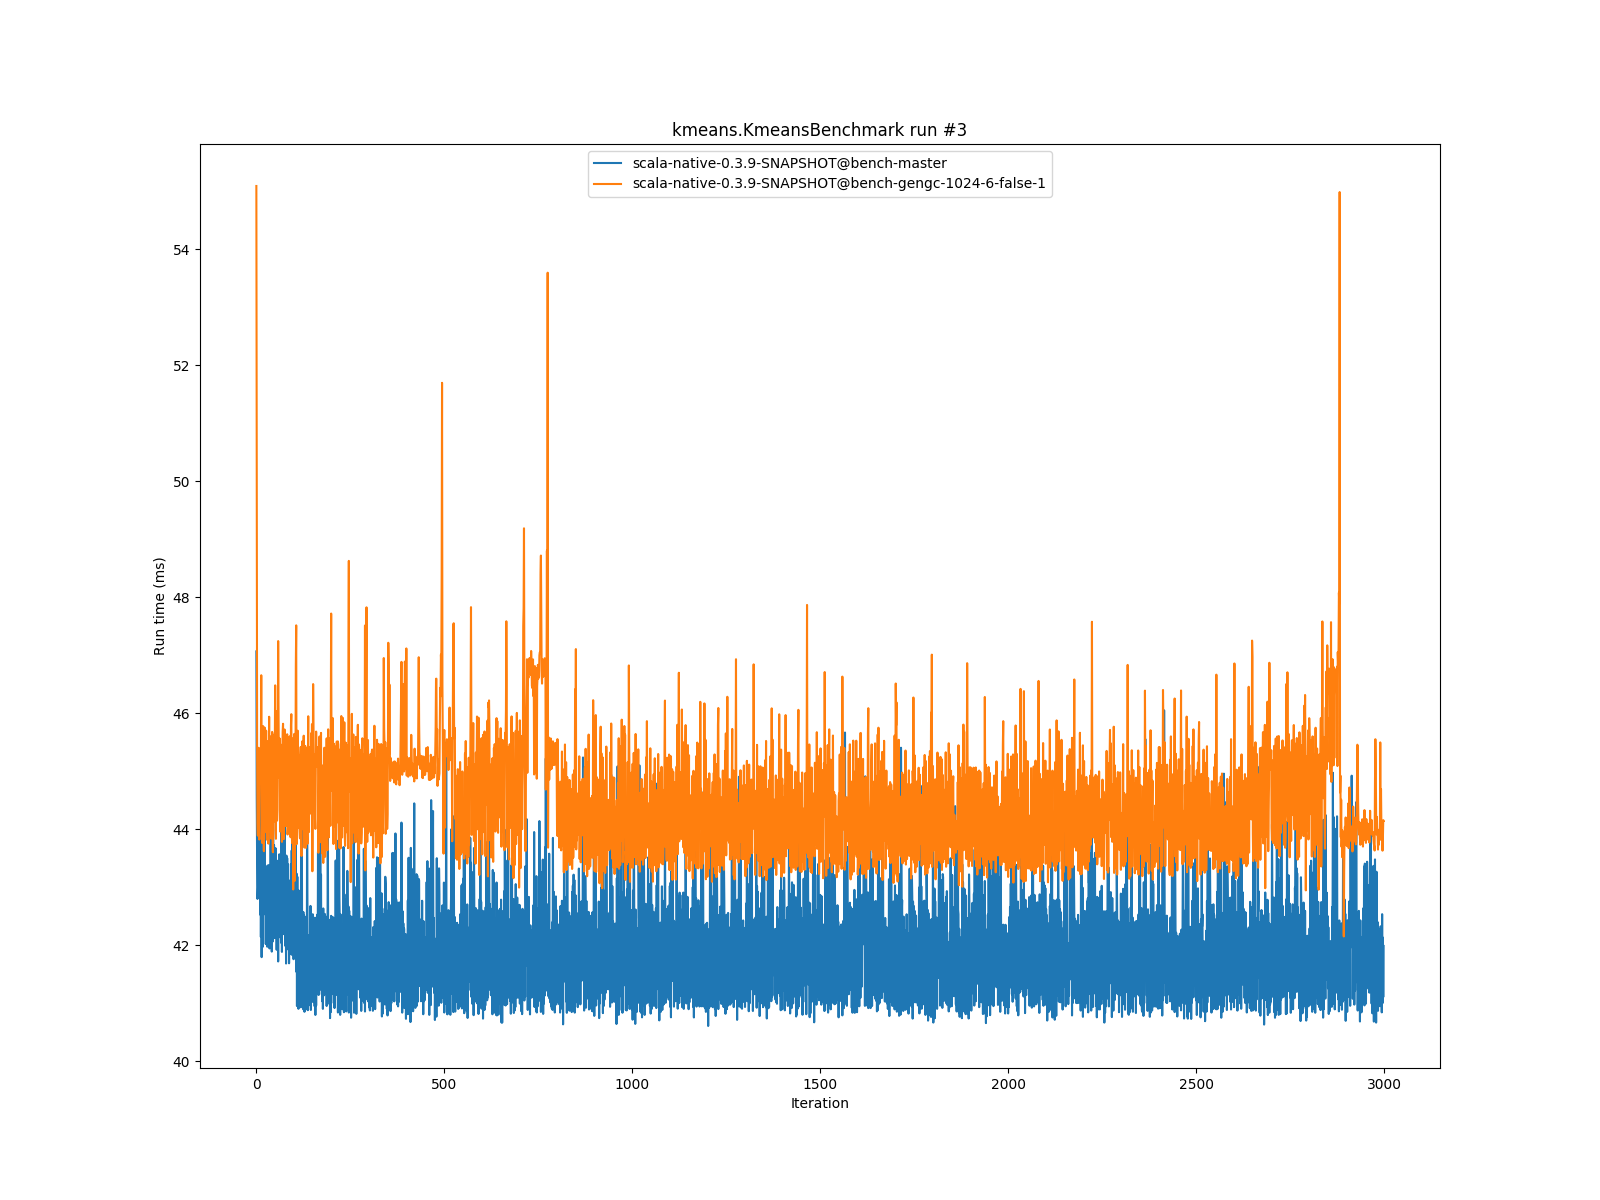 kmeans.KmeansBenchmark run #3
scala-native-0.3.9-SNAPSHOT@bench-master
scala-native-0.3.9-SNAPSHOT@bench-gengc-1024-6-false-1
54
52
50
48
46
44
42
40
Run time (ms)
0 500 1000 1500 2000 2500 3000
Iteration